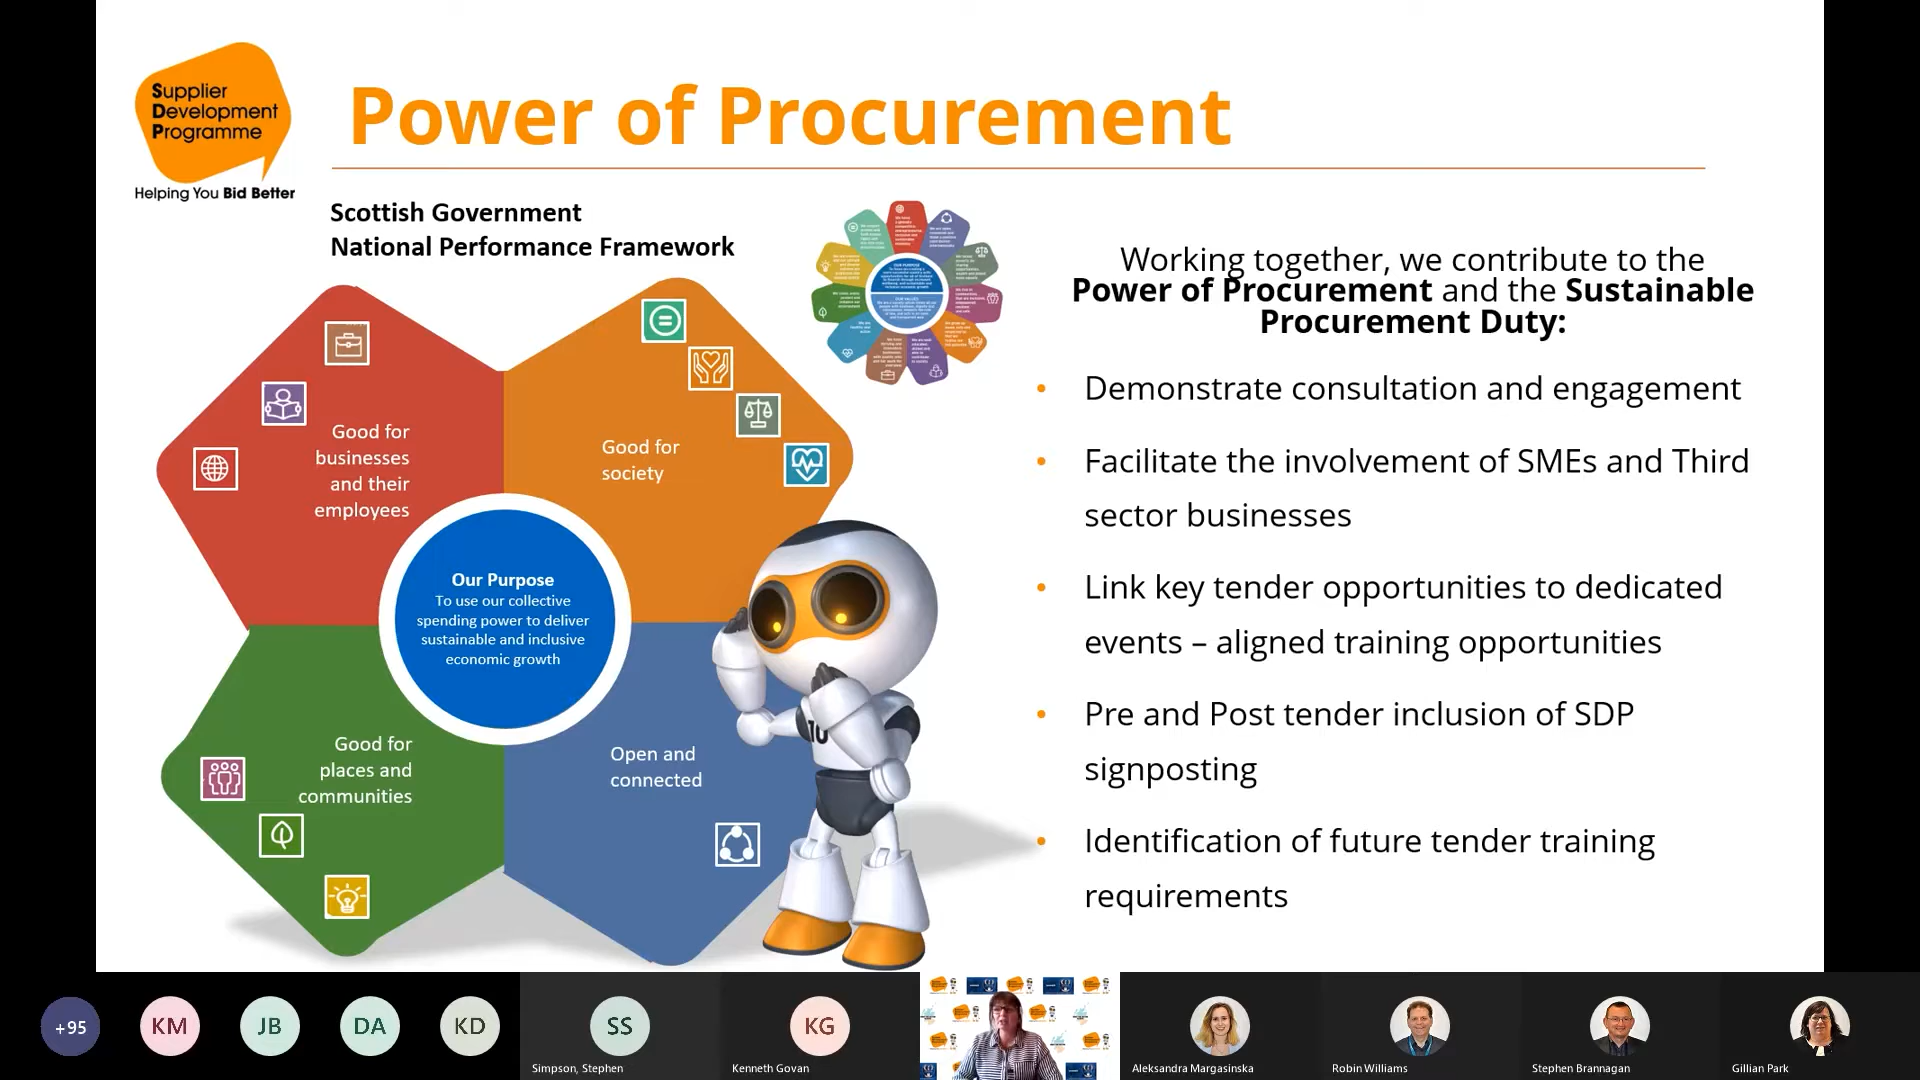 Supplier
Development
Programme
Helping You Bid Better
Power of Procurement
Scottish Government
National Performance Framework
Good for
businesses
and their
employees
Good for
society
Our Purpose
To use our collective
spending power to deliver
sustainable and inclusive
economic growth
Good for
places and
communities
Open and
connected
10
OUR PURPOSE
OUR VALUES
Working together, we contribute to the
Power of Procurement and the Sustainable
Procurement Duty:
• Demonstrate consultation and engagement
• Facilitate the involvement of SMEs and Third
sector businesses
• Link key tender opportunities to dedicated
events – aligned training opportunities
• Pre and Post tender inclusion of SDP
signposting
• Identification of future tender training
requirements
+95
KM
JB
DA
KD
SS
Simpson, Stephen
KG
Kenneth Govan
Aleksandra Margasinska
Robin Williams
Stephen Brannagan
Gillian Park